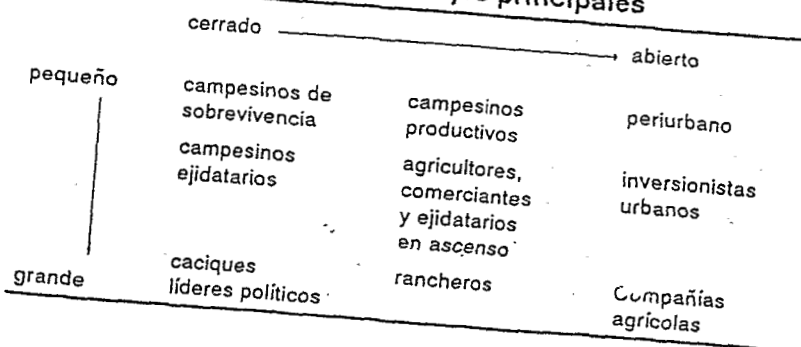 principales
cerrado abierto
pequeño
campesinos de
sobrevivencia
campesinos
productivos
periurbano
campesinos
ejidatarios
agricultores,
comerciantes
y ejidatarios
en ascenso
inversionistas
urbanos
grande
caciques
líderes políticos
rancheros
Compañías
agrícolas